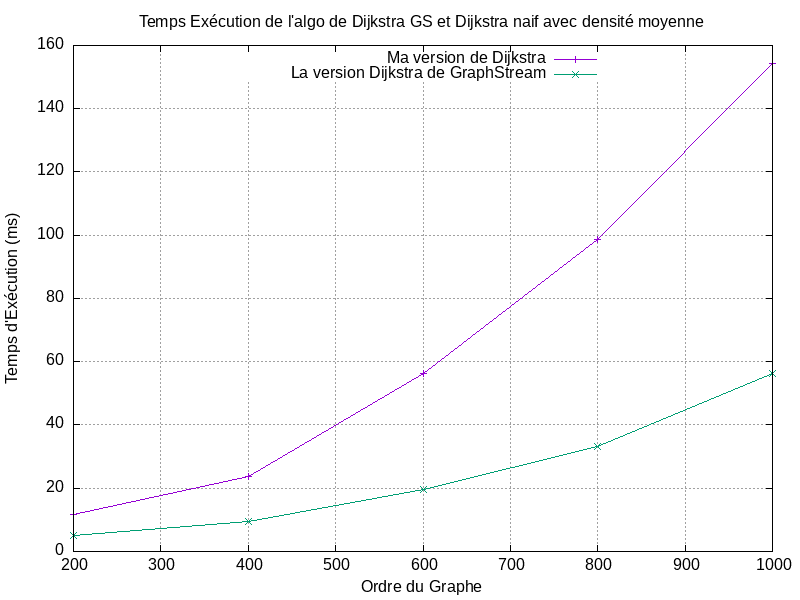 Temps Exécution de l'algo de Dijkstra GS et Dijkstra naif avec densité moyenne
160
140
120
100
80
60
40
20
0
Temps d'Exécution (ms)
Ma version de Dijkstra
La version Dijkstra de GraphStream
200 300 400 500 600 700 800 900 1000
Ordre du Graphe